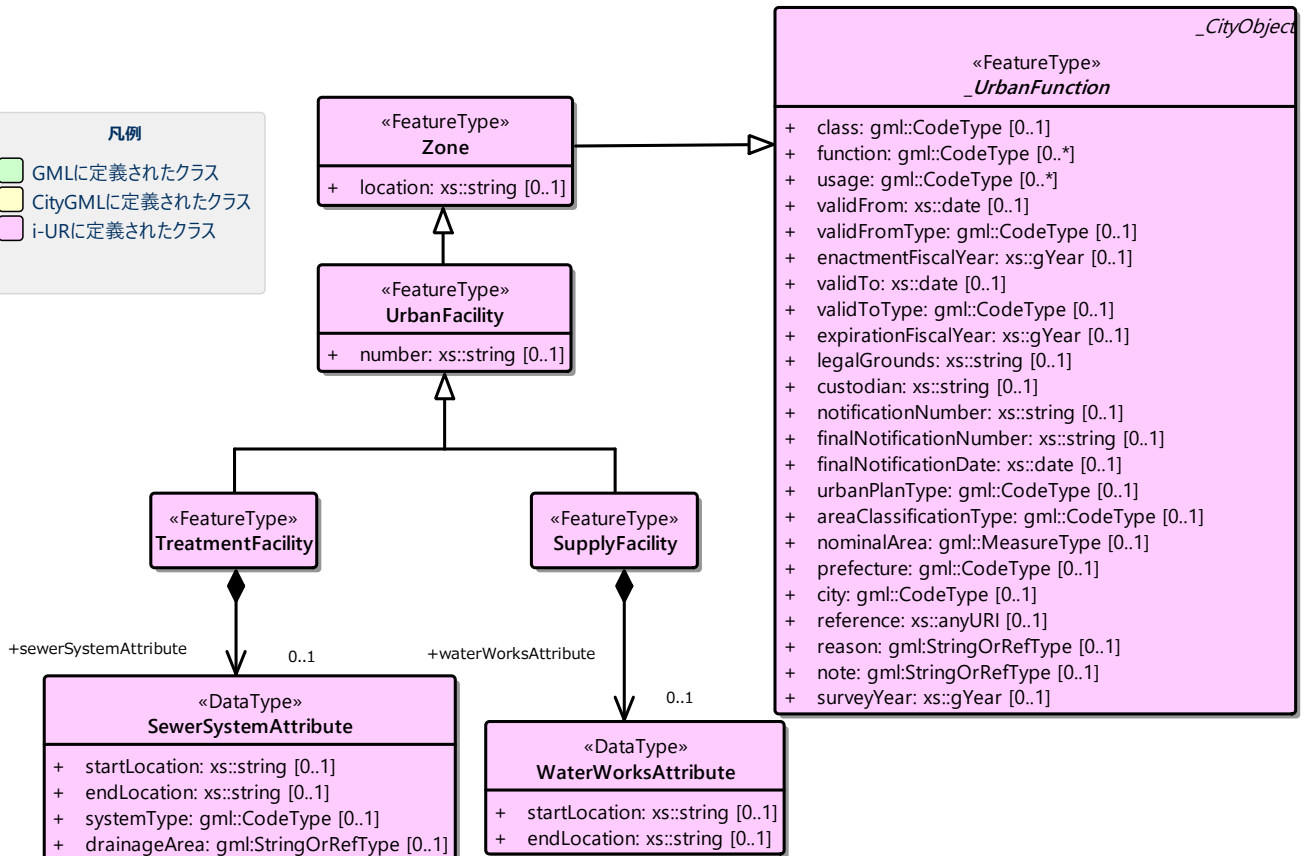 凡例
GMLに定義されたクラス
CityGMLに定義されたクラス
i-URに定義されたクラス
«FeatureType»
Zone
+ location: xs::string [0..1]
«FeatureType»
UrbanFacility
+ number: xs::string [0..1]
«FeatureType»
TreatmentFacility
«FeatureType»
SupplyFacility
+sewerSystemAttribute
0..1
+waterWorksAttribute
0..1
«DataType»
SewerSystemAttribute
+ startLocation: xs::string [0..1]
+ endLocation: xs::string [0..1]
+ systemType: gml::CodeType [0..1]
+ drainageArea: gml:StringOrRefType [0..1]
«DataType»
WaterWorksAttribute
+ startLocation: xs::string [0..1]
+ endLocation: xs::string [0..1]
_CityObject
«FeatureType»
_UrbanFunction
+ class: gml::CodeType [0..1]
+ function: gml::CodeType [0..*]
+ usage: gml::CodeType [0..*]
+ validFrom: xs::date [0..1]
+ validFromType: gml::CodeType [0..1]
+ enactmentFiscalYear: xs::gYear [0..1]
+ validTo: xs::date [0..1]
+ validToType: gml::CodeType [0..1]
+ expirationFiscalYear: xs::gYear [0..1]
+ legalGrounds: xs::string [0..1]
+ custodian: xs::string [0..1]
+ notificationNumber: xs::string [0..1]
+ finalNotificationNumber: xs::string [0..1]
+ finalNotificationDate: xs::date [0..1]
+ urbanPlanType: gml::CodeType [0..1]
+ areaClassificationType: gml::CodeType [0..1]
+ nominalArea: gml::MeasureType [0..1]
+ prefecture: gml::CodeType [0..1]
+ city: gml::CodeType [0..1]
+ reference: xs::anyURI [0..1]
+ reason: gml:StringOrRefType [0..1]
+ note: gml:StringOrRefType [0..1]
+ surveyYear: xs::gYear [0..1]